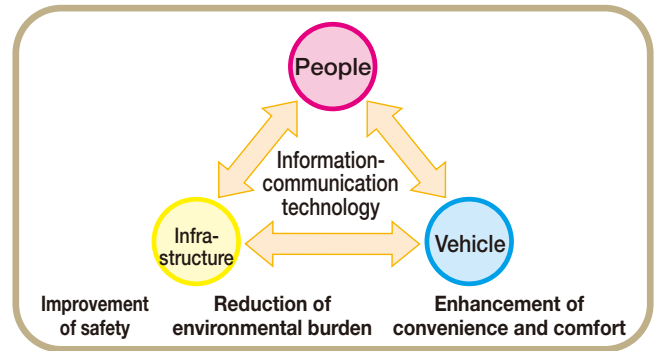 People
Information-
communication
technology
Infra-
structure
Vehicle
Improvement
of safety
Reduction of
environmental burden
Enhancement of
convenience and comfort